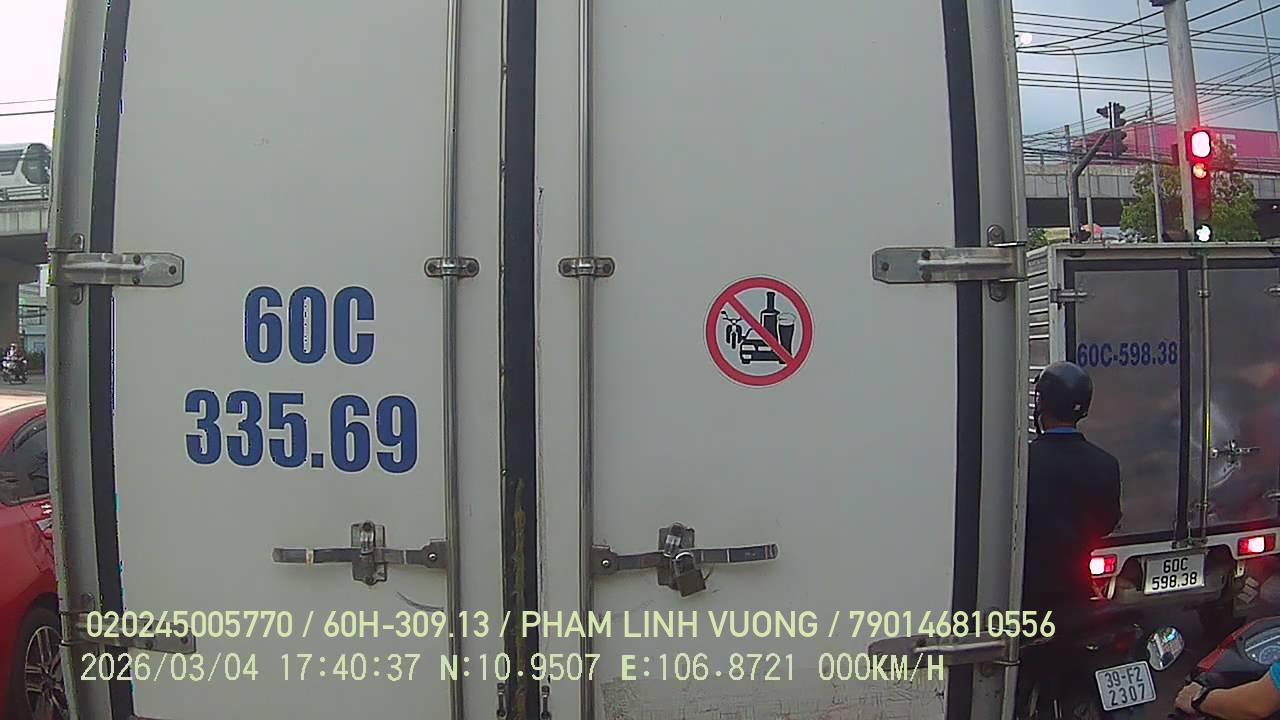 60C
335.69
60C-598.38
60C
598.38
39-FZ
2307
020245005770 / 60H-309.13 / PHAM LINH VUONG / 790146810556
2026/03/04 17:40:37 N:10.9507 E:106.8721 000KM/H